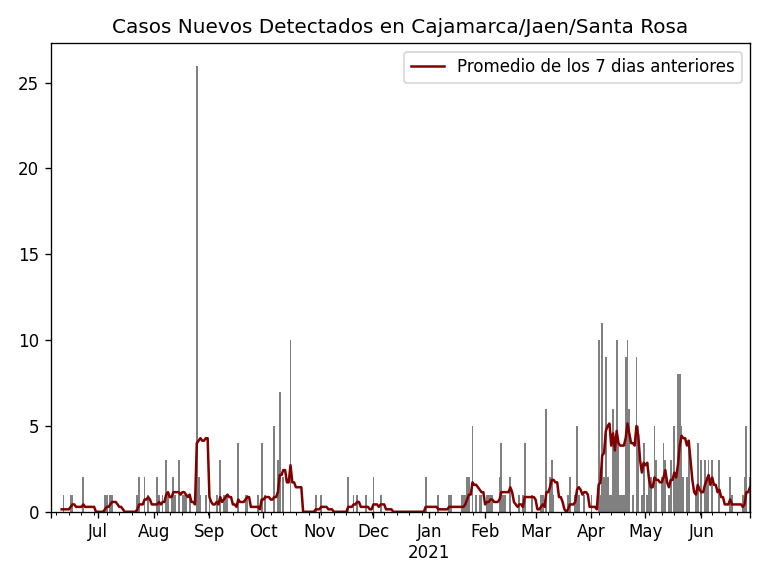 Casos Nuevos Detectados en Cajamarca/Jaen/Santa Rosa
Promedio de los 7 dias anteriores
25
20
15
10
5
0
Jul Aug Sep Oct Nov Dec Jan Feb Mar Apr May Jun
2021